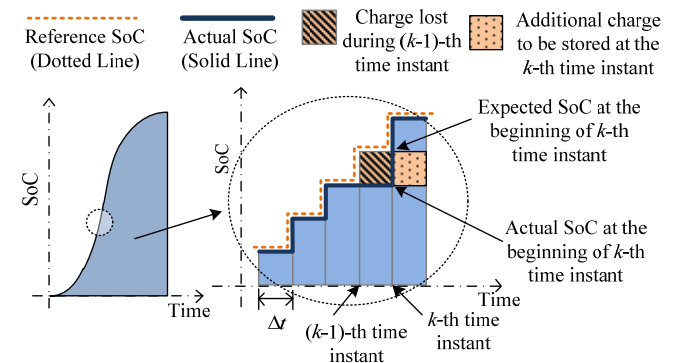 Reference SoC
(Dotted Line)
Actual SoC
(Solid Line)
Charge lost
during (k-1)-th
time instant
Additional charge
to be stored at the
k-th time instant
SoC
Time
SoC
Expected SoC at the
beginning of k-th
time instant
Actual SoC at the
beginning of k-th
time instant
Time
Δt
(k-1)-th time
instant
k-th time
instant